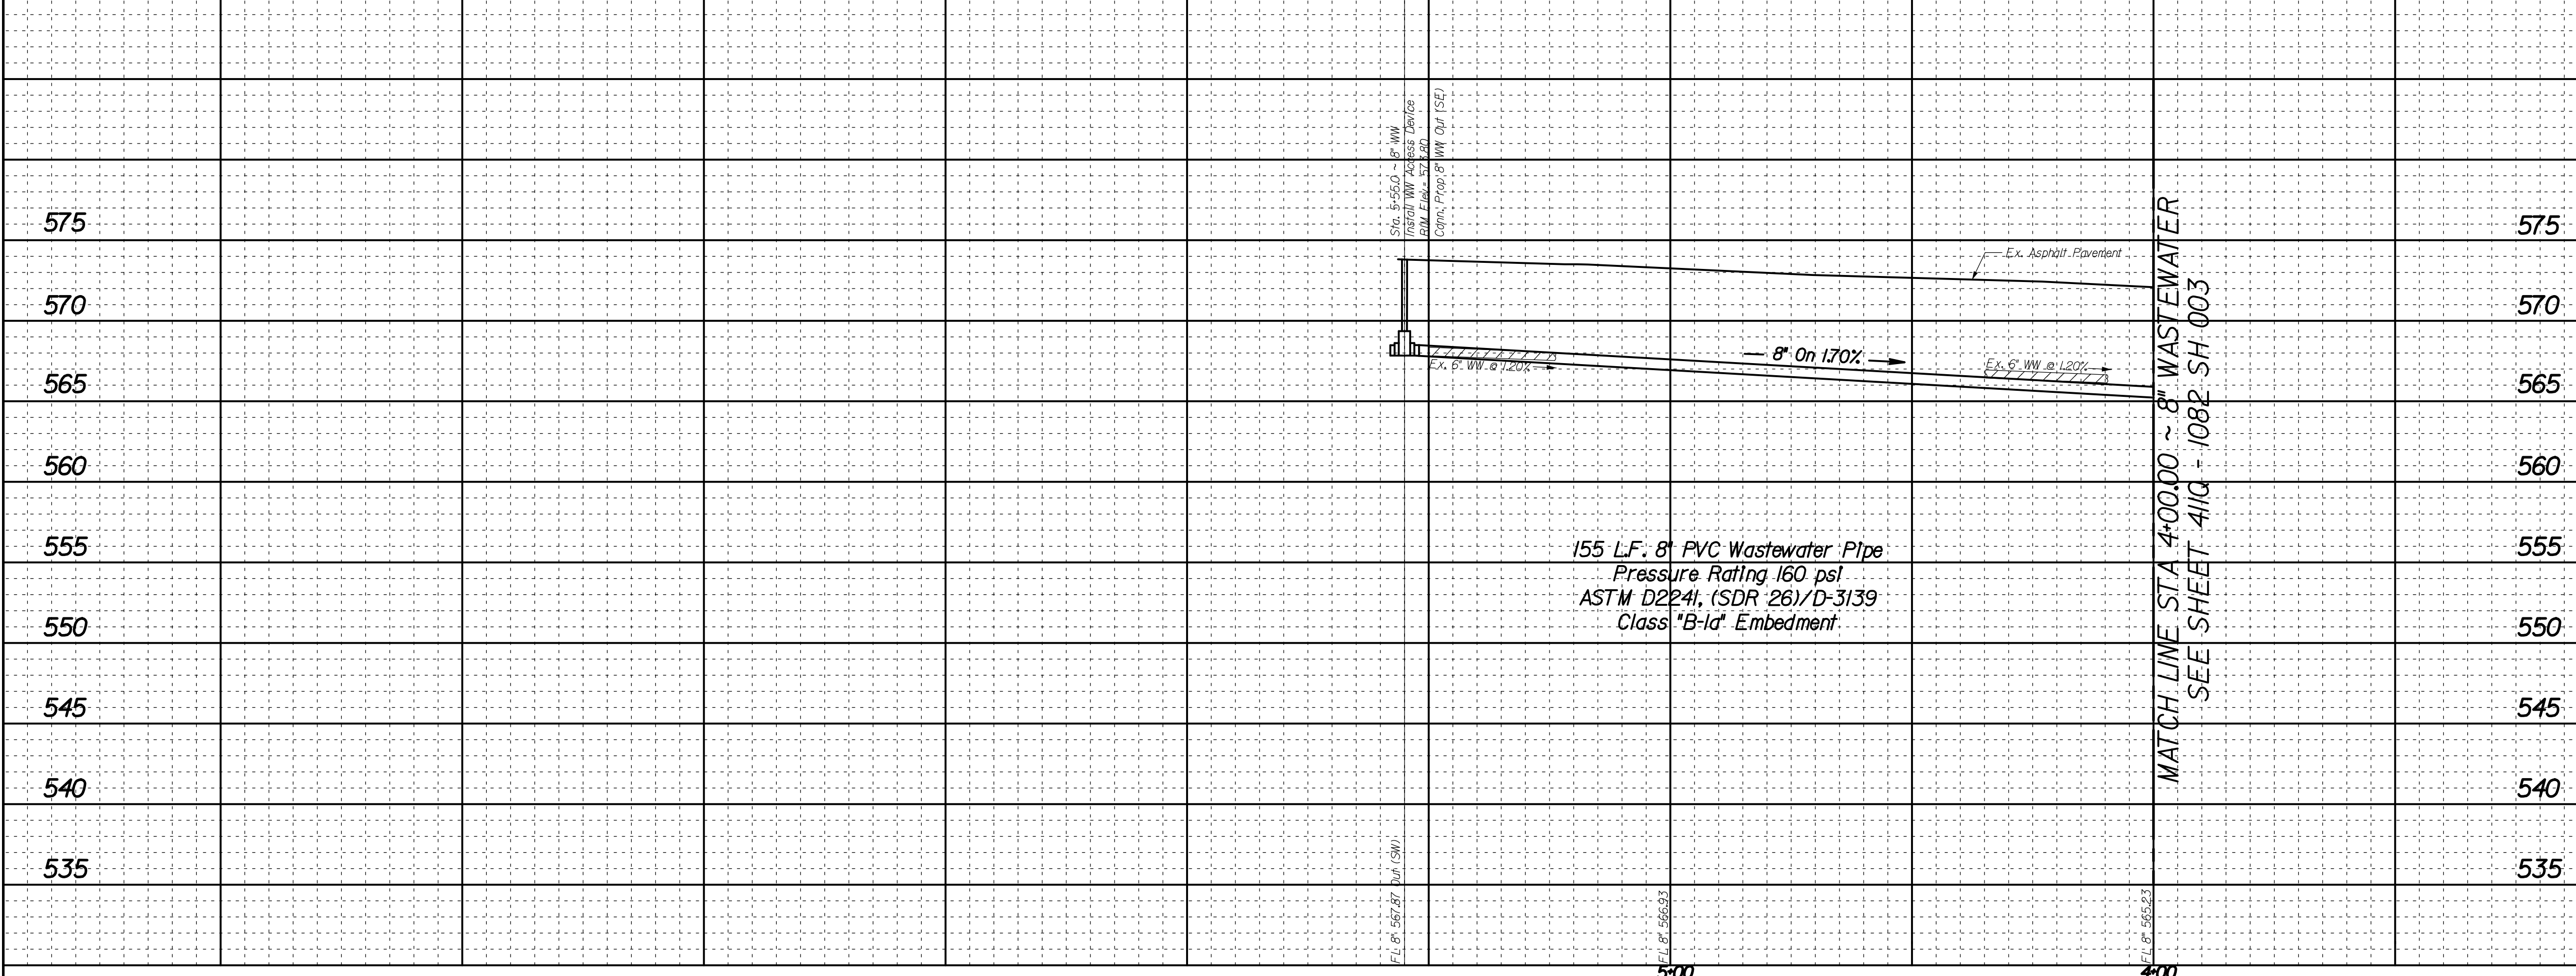 Sta. 5+55.0 ~ 8" WW
Install WW Access Device
RIM Elev.= 573.80
Conn. Prop. 8" WW Out (SE)
575
575
Ex. Asphalt Pavement
570
570
8" On 1.70%
Ex. 6" WW @ 1.20%
Ex. 6" WW @ 1.20%
565
565
MATCH LINE STA 4+00.00 ~ 8" WASTEWATER
SEE SHEET 411Q - 1082 SH 003
560
560
555
555
155 L.F. 8" PVC Wastewater Pipe
Pressure Rating 160 psi
ASTM D2241, (SDR 26)/D-3139
Class "B-1a" Embedment
550
550
545
545
540
540
535
535
FL 8" 567.87 Out (SW)
FL 8" 566.93
FL 8" 565.23
5+00
4+00